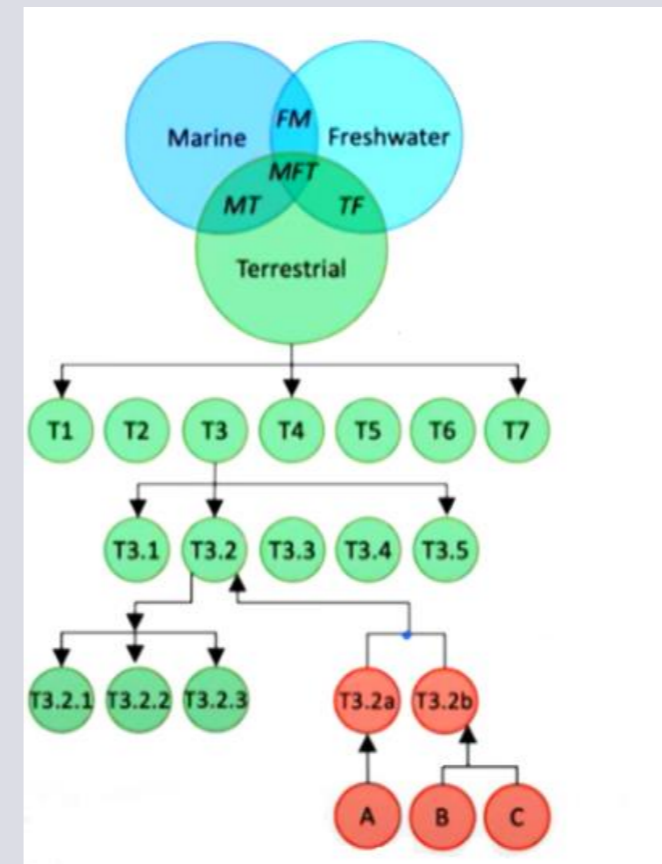 FM
Marine Freshwater
MFT
MT TF
Terrestrial
T1 T2 T3 T4 T5 T6 T7
T3.1 T3.2 T3.3 T3.4 T3.5
T3.2.1 T3.2.2 T3.2.3 T3.2a T3.2b
A B C